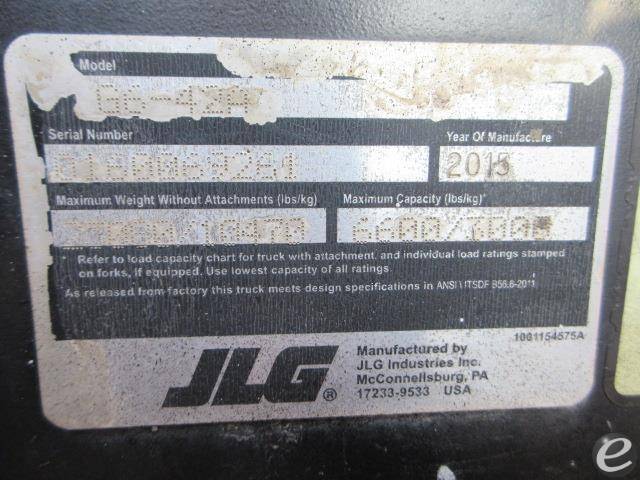 Model
Serial Number
Year Of Manufacture
2015
Maximum Weight Without Attachments (lbs/kg)
Maximum Capacity (lbs/kg)*
* Refer to load capacity chart for truck with attachment, and individual load ratings stamped
on forks, if equipped. Use lowest capacity of all ratings.
As released from factory this truck meets design specifications in ANSI \ ITSDF B56.6-2011
1001154575A
JLG®
Manufactured by
JLG Industries Inc.
McConnellsburg, PA
17233-9533 USA
e